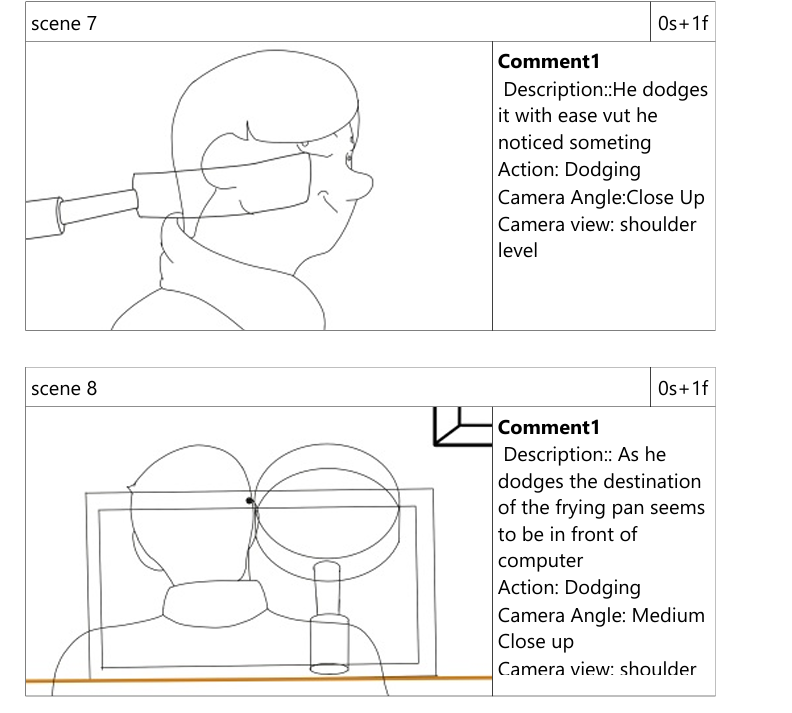 scene 7
0s+1f
Comment1
Description::He dodges
it with ease vut he
noticed someting
Action: Dodging
Camera Angle:Close Up
Camera view: shoulder
level
scene 8
0s+1f
Comment1
Description:: As he
dodges the destination
of the frying pan seems
to be in front of
computer
Action: Dodging
Camera Angle: Medium
Close up
Camera view: shoulder